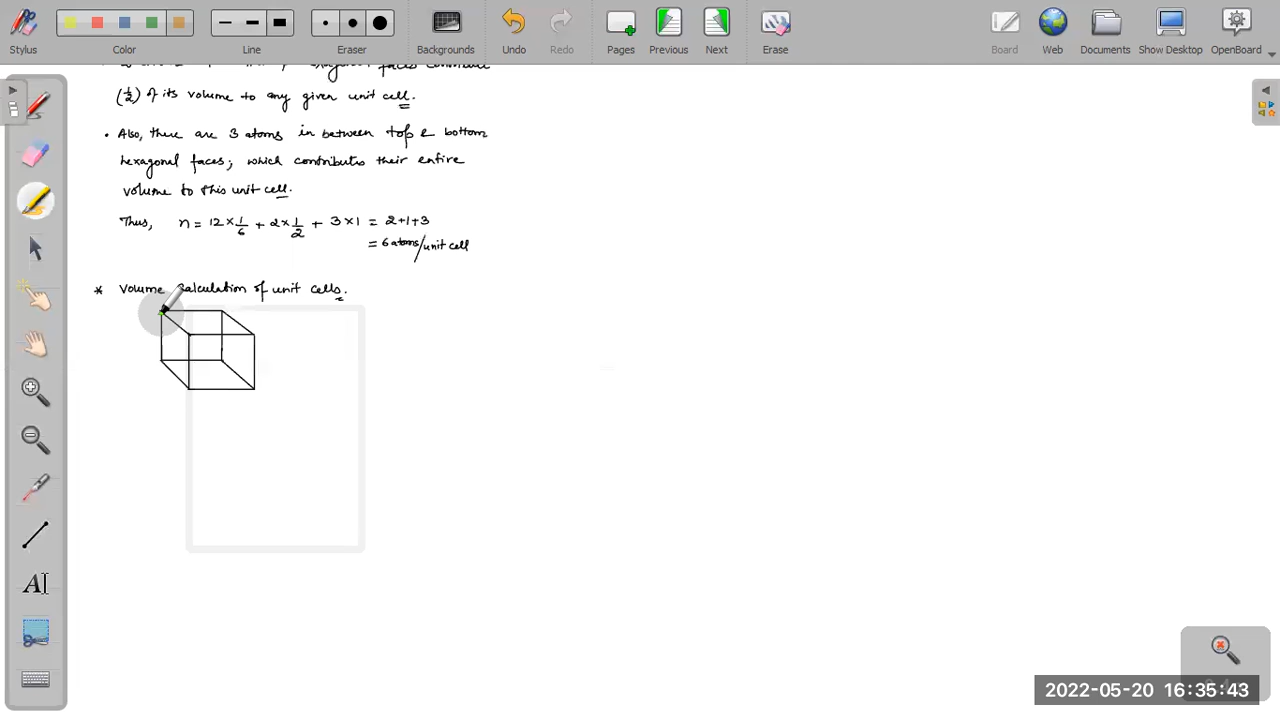 Stylus Color Line Eraser Backgrounds Undo Redo Pages Previous Next Erase Board Web Documents Show Desktop OpenBoard
faces contribute
(1/2) of its volume to any given unit cell.
• Also, there are 3 atoms in between top & bottom
hexagonal faces; which contributes their entire
volume to this unit cell.
Thus, n = 12 × 1/6 + 2 × 1/2 + 3 × 1 = 2+1+3
= 6 atoms/unit cell
* Volume calculation of unit cells.
AI
2022-05-20 16:35:43